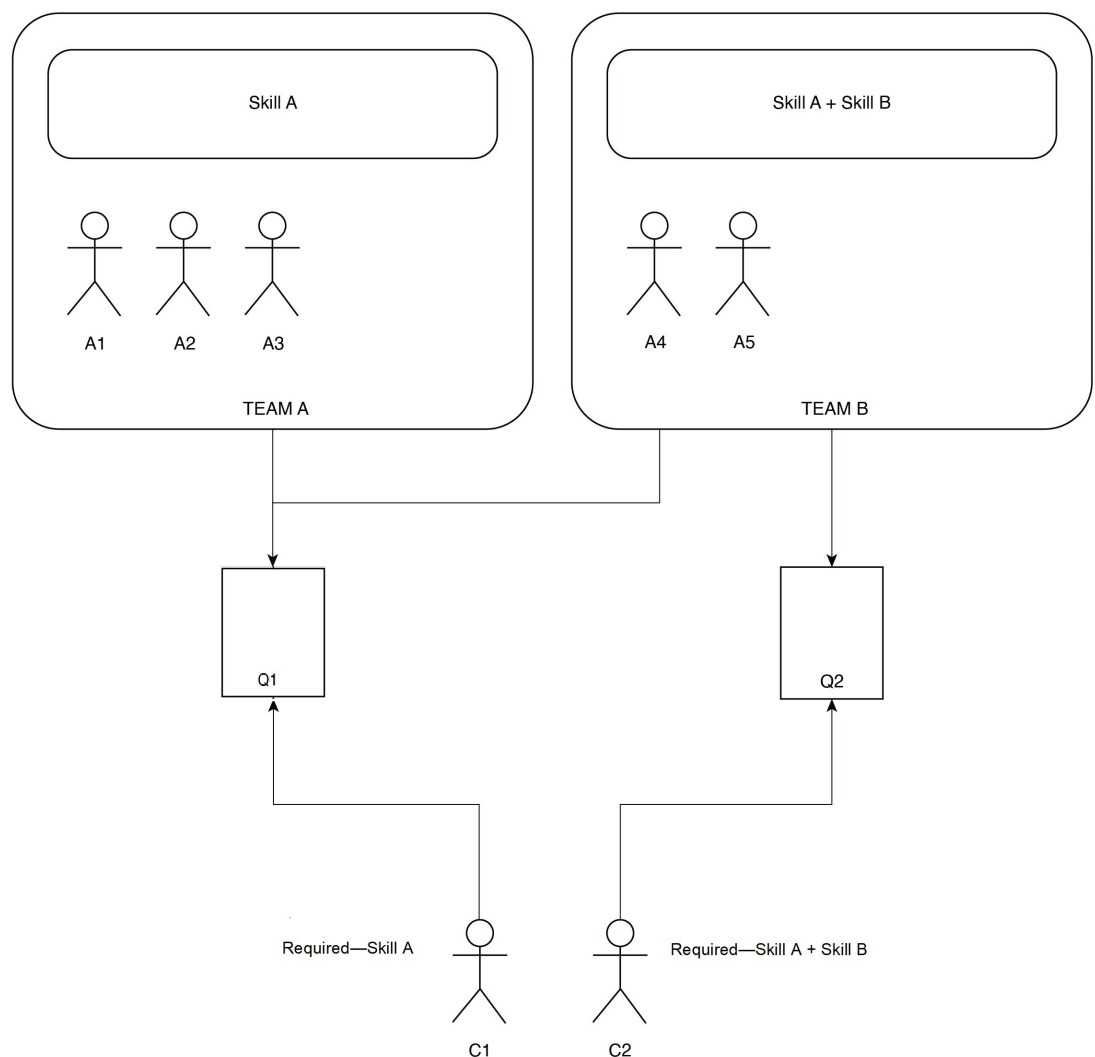 Skill A
Skill A + Skill B
A1
A2
A3
A4
A5
TEAM A
TEAM B
Q1
Q2
Required—Skill A
Required—Skill A + Skill B
C1
C2